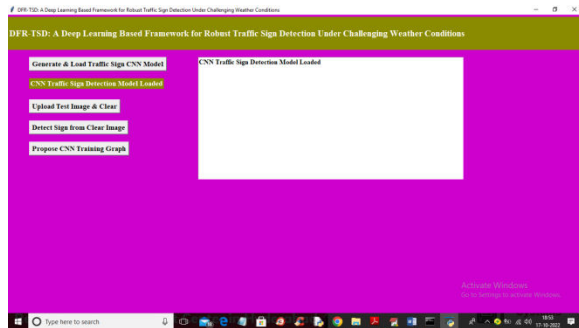 DFR-TSD: A Deep Learning Based Framework for Robust Traffic Sign Detection Under Challenging Weather Conditions
DFR-TSD: A Deep Learning Based Framework for Robust Traffic Sign Detection Under Challenging Weather Conditions
Generate & Load Traffic Sign CNN Model
CNN Traffic Sign Detection Model Loaded
CNN Traffic Sign Detection Model Loaded
Upload Test Image & Clear
Detect Sign from Clear Image
Propose CNN Training Graph
Activate Windows
Go to Settings to activate Windows.
Type here to search
18:53
17-10-2022